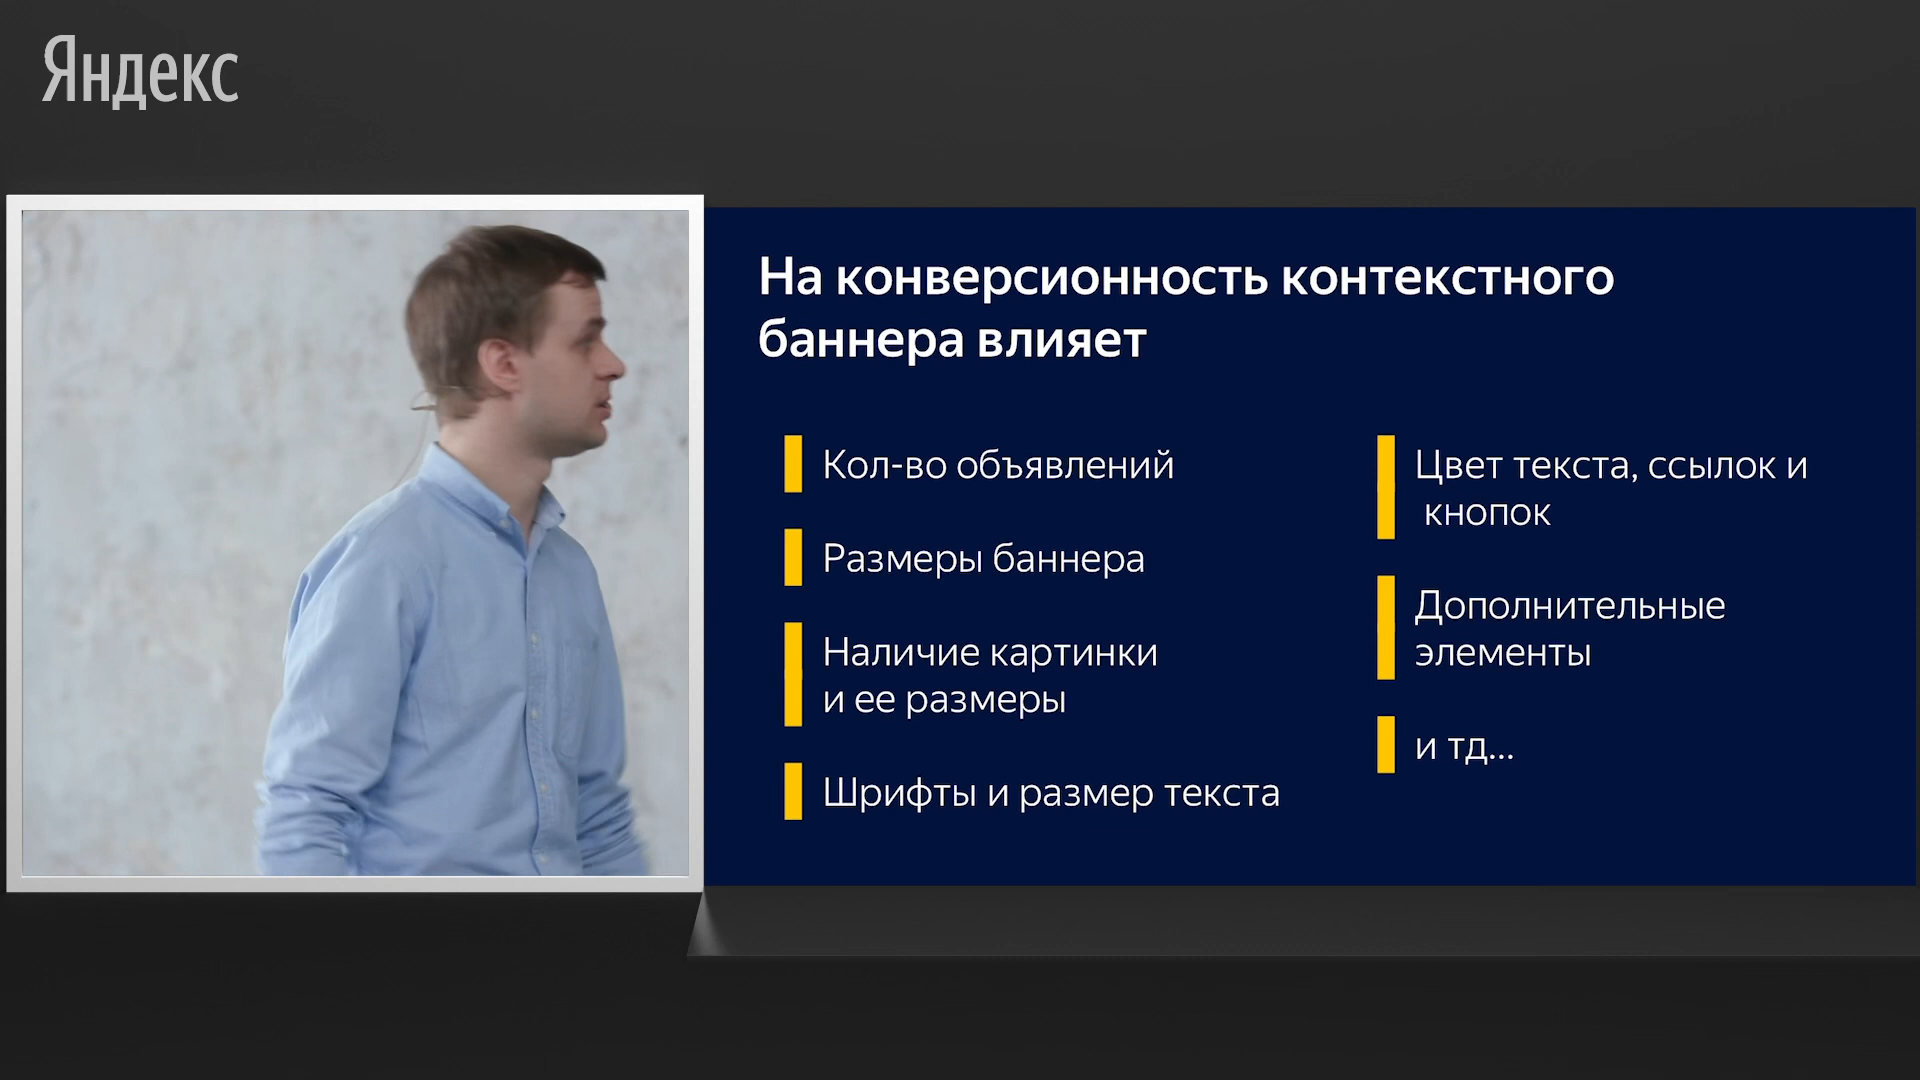 Яндекс
На конверсионность контекстного
баннера влияет
Кол-во объявлений
Размеры баннера
Наличие картинки
и ее размеры
Шрифты и размер текста
Цвет текста, ссылок и
кнопок
Дополнительные
элементы
и тд...